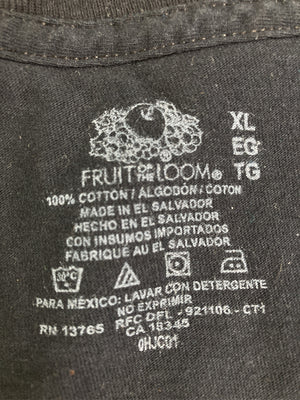 XL
EG
TG
FRUIT OF THE LOOM®
100% COTTON / ALGODÓN / COTON
MADE IN EL SALVADOR
HECHO EN EL SALVADOR
CON INSUMOS IMPORTADOS
FABRIQUÉ AU EL SALVADOR
30°C
PARA MÉXICO: LAVAR CON DETERGENTE
NO EXPRIMIR
RN 13765 RFC DFL - 921106 - CT1
CA 18345
0HJC01